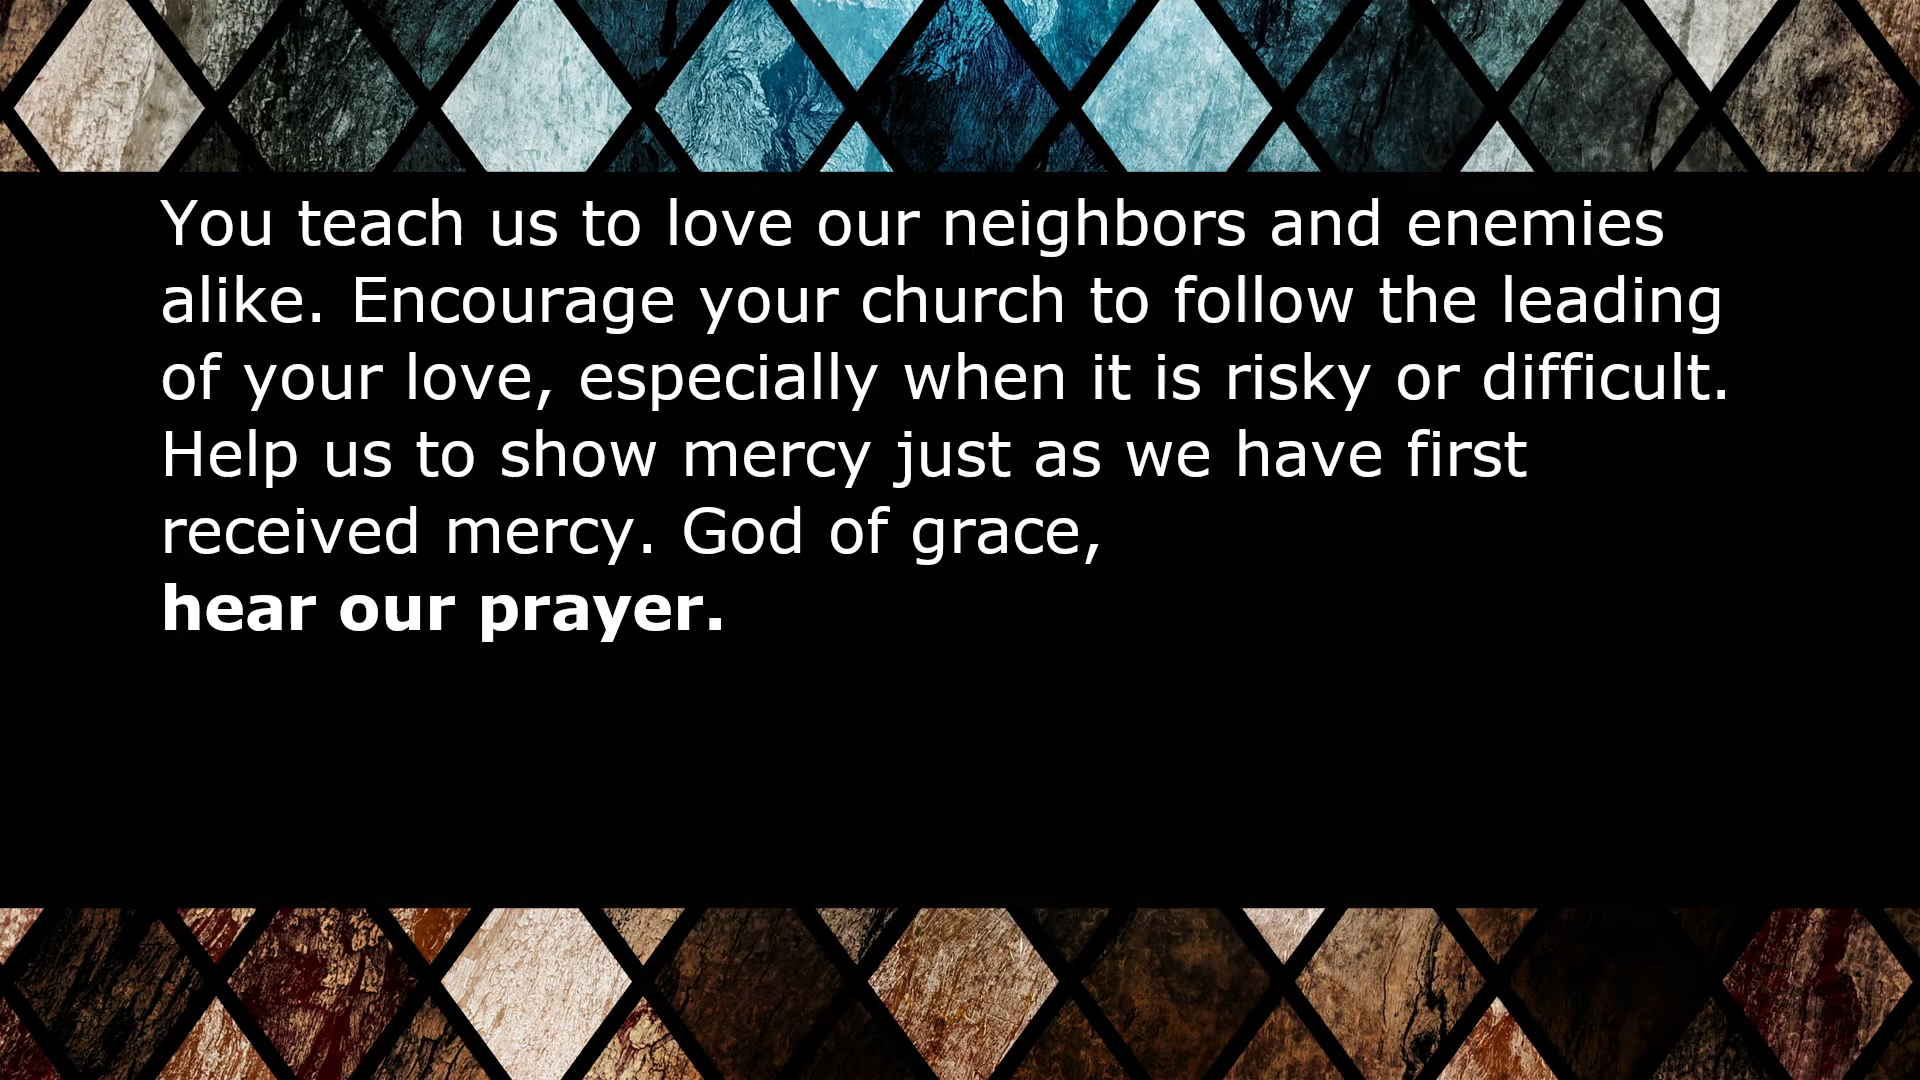 You teach us to love our neighbors and enemies
alike. Encourage your church to follow the leading
of your love, especially when it is risky or difficult.
Help us to show mercy just as we have first
received mercy. God of grace,
hear our prayer.